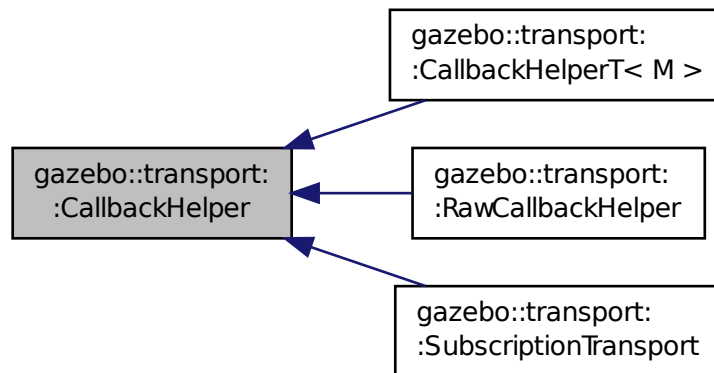 gazebo::transport:
:CallbackHelperT< M >
gazebo::transport:
:CallbackHelper
gazebo::transport:
:RawCallbackHelper
gazebo::transport:
:SubscriptionTransport